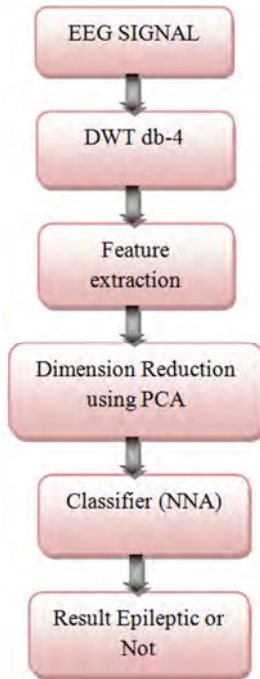 EEG SIGNAL
DWT db-4
Feature
extraction
Dimension Reduction
using PCA
Classifier (NNA)
Result Epileptic or
Not